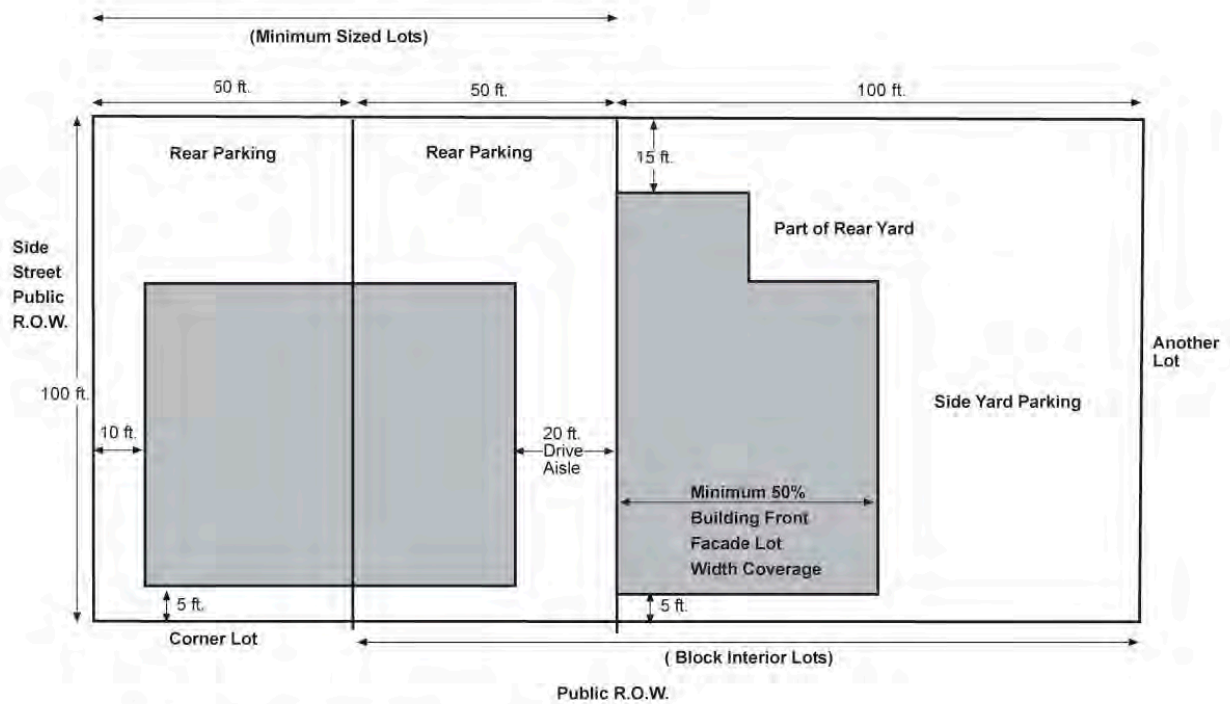 (Minimum Sized Lots)
60 ft.
50 ft.
100 ft.
Rear Parking
Rear Parking
15 ft.
Part of Rear Yard
Side
Street
Public
R.O.W.
Another
Lot
100 ft.
Side Yard Parking
10 ft.
20 ft.
Drive
Aisle
Minimum 50%
Building Front
Facade Lot
Width Coverage
5 ft.
5 ft.
Corner Lot
( Block Interior Lots)
Public R.O.W.